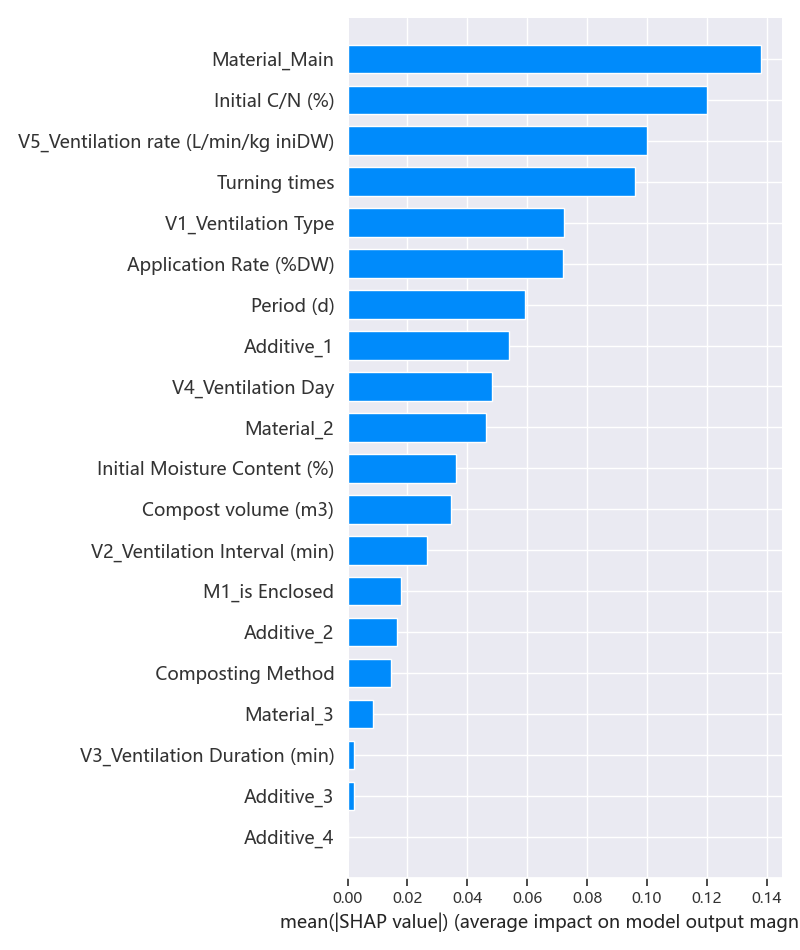 Material_Main
Initial C/N (%)
V5_Ventilation rate (L/min/kg iniDW)
Turning times
V1_Ventilation Type
Application Rate (%DW)
Period (d)
Additive_1
V4_Ventilation Day
Material_2
Initial Moisture Content (%)
Compost volume (m3)
V2_Ventilation Interval (min)
M1_is Enclosed
Additive_2
Composting Method
Material_3
V3_Ventilation Duration (min)
Additive_3
Additive_4
0.00 0.02 0.04 0.06 0.08 0.10 0.12 0.14
mean(|SHAP value|) (average impact on model output magn